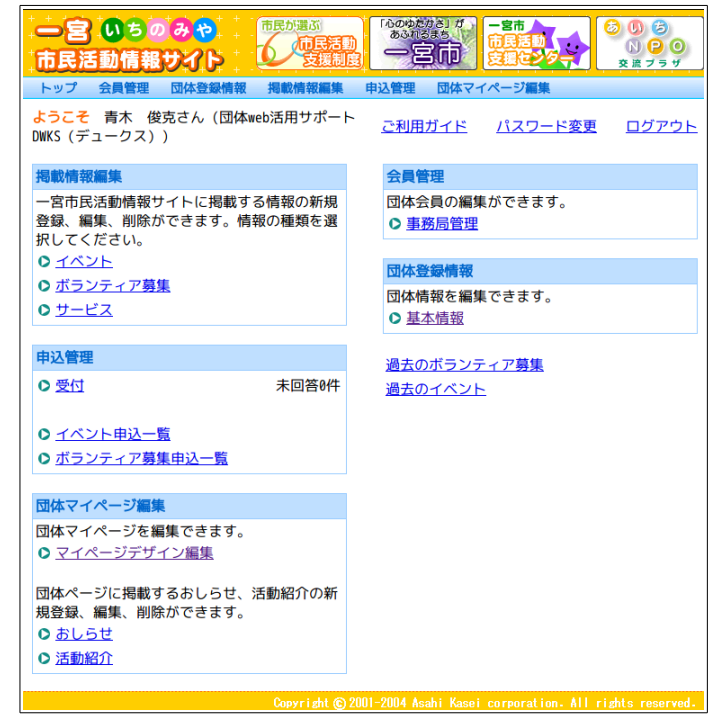 一宮 いちのみや
市民活動情報サイト
市民が選ぶ
市民活動
支援制度
「心のゆたかさ」が
あふれるまち
一宮市
一宮市
市民活動
支援センター
あいち
NPO
交流プラザ
トップ 会員管理 団体登録情報 掲載情報編集 申込管理 団体マイページ編集
ようこそ 青木 俊克さん（団体web活用サポート
DWKS（デュークス））
ご利用ガイド パスワード変更 ログアウト
掲載情報編集
一宮市民活動情報サイトに掲載する情報の新規
登録、編集、削除ができます。情報の種類を選
択してください。
イベント
ボランティア募集
サービス
申込管理
受付 未回答0件
イベント申込一覧
ボランティア募集申込一覧
団体マイページ編集
団体マイページを編集できます。
マイページデザイン編集
団体ページに掲載するおしらせ、活動紹介の新
規登録、編集、削除ができます。
おしらせ
活動紹介
会員管理
団体会員の編集ができます。
事務局管理
団体登録情報
団体情報を編集できます。
基本情報
過去のボランティア募集
過去のイベント
Copyright © 2001-2004 Asahi Kasei corporation. All rights reserved.